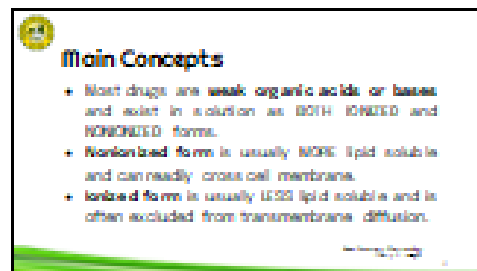 Main Concepts
• Most drugs are weak organic acids or bases
and exist in solution as BOTH IONIZED and
NONIONIZED forms.
• Nonionized form is usually MORE lipid soluble
and can readily cross cell membrane.
• Ionized form is usually LESS lipid soluble and is
often excluded from transmembrane diffusion.